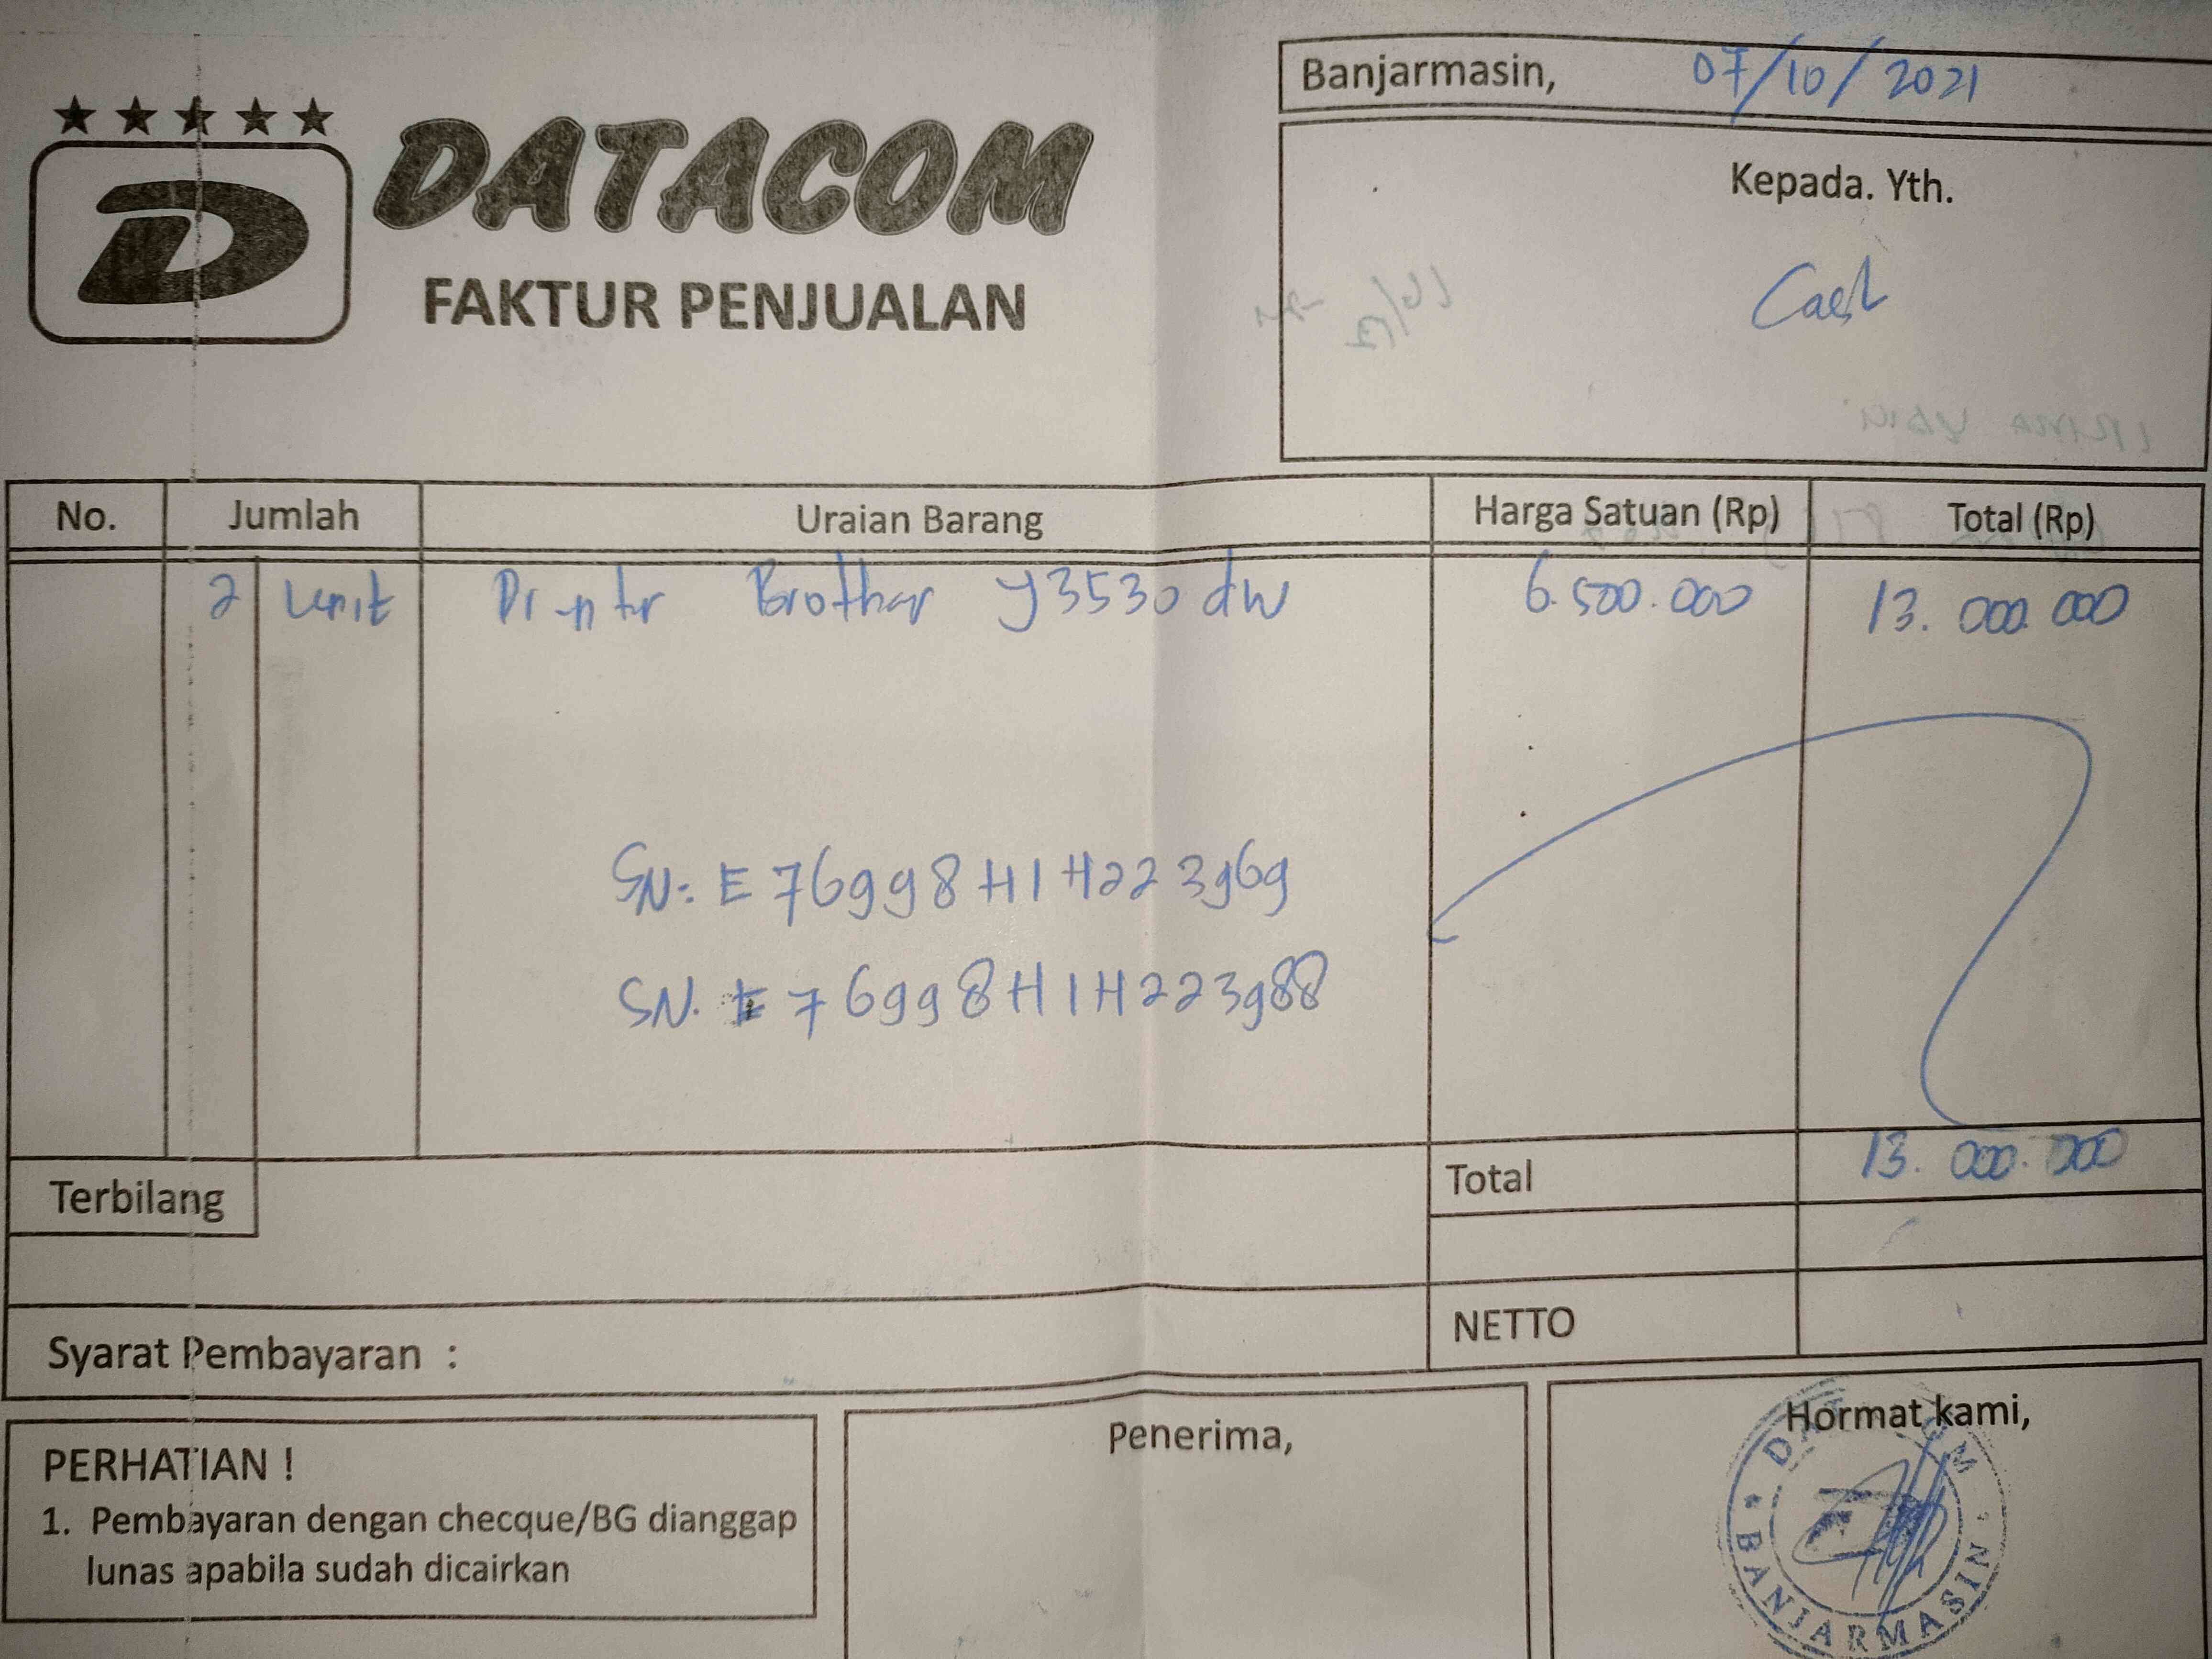 Banjarmasin, 07/10/2021
DATACOM
FAKTUR PENJUALAN
Kepada. Yth.
Cash
No. Jumlah Uraian Barang Harga Satuan (Rp) Total (Rp)
2 Unit Printer Brother J3530dw 6.500.000 13.000.000
SN: E76998H1H223969
SN. E76998H1H223988
Terbilang
Total 13.000.000
NETTO
Syarat Pembayaran :
PERHATIAN !
1. Pembayaran dengan checque/BG dianggap
lunas apabila sudah dicairkan
Penerima,
Hormat kami,
DATACOM
BANJARMASIN